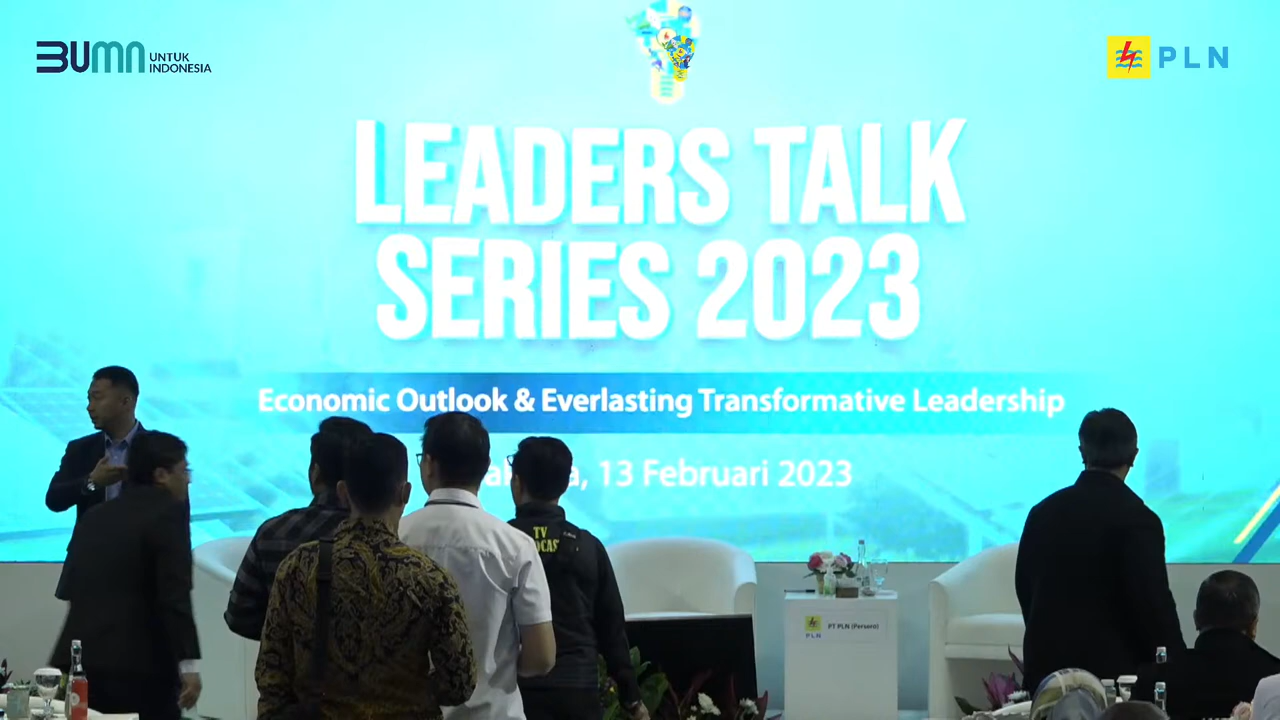 BUMN UNTUK
INDONESIA
PLN
LEADERS TALK
SERIES 2023
Economic Outlook & Everlasting Transformative Leadership
13 Februari 2023
TV
PLN
PT PLN (Persero)